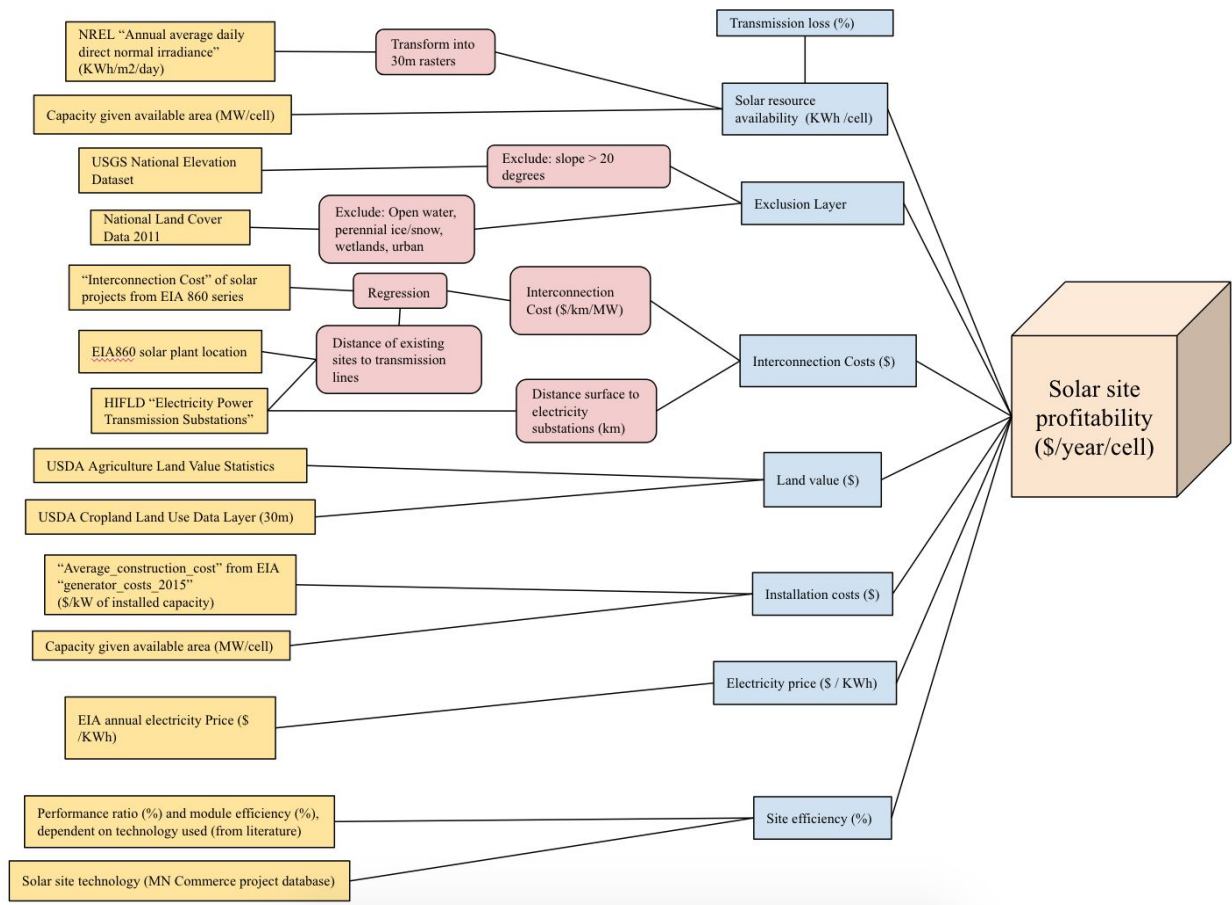 NREL “Annual average daily
direct normal irradiance”
(KWh/m2/day)
Transform into
30m rasters
Transmission loss (%)
Capacity given available area (MW/cell)
Solar resource
availability (KWh /cell)
USGS National Elevation
Dataset
Exclude: slope > 20
degrees
Exclusion Layer
National Land Cover
Data 2011
Exclude: Open water,
perennial ice/snow,
wetlands, urban
“Interconnection Cost” of solar
projects from EIA 860 series
Regression
Interconnection
Cost ($/km/MW)
EIA860 solar plant location
Distance of existing
sites to transmission
lines
Interconnection Costs ($)
HIFLD “Electricity Power
Transmission Substations”
Distance surface to
electricity
substations (km)
Solar site
profitability
($/year/cell)
USDA Agriculture Land Value Statistics
Land value ($)
USDA Cropland Land Use Data Layer (30m)
“Average_construction_cost” from EIA
“generator_costs_2015”
($/kW of installed capacity)
Installation costs ($)
Capacity given available area (MW/cell)
Electricity price ($ / KWh)
EIA annual electricity Price ($
/KWh)
Performance ratio (%) and module efficiency (%),
dependent on technology used (from literature)
Site efficiency (%)
Solar site technology (MN Commerce project database)